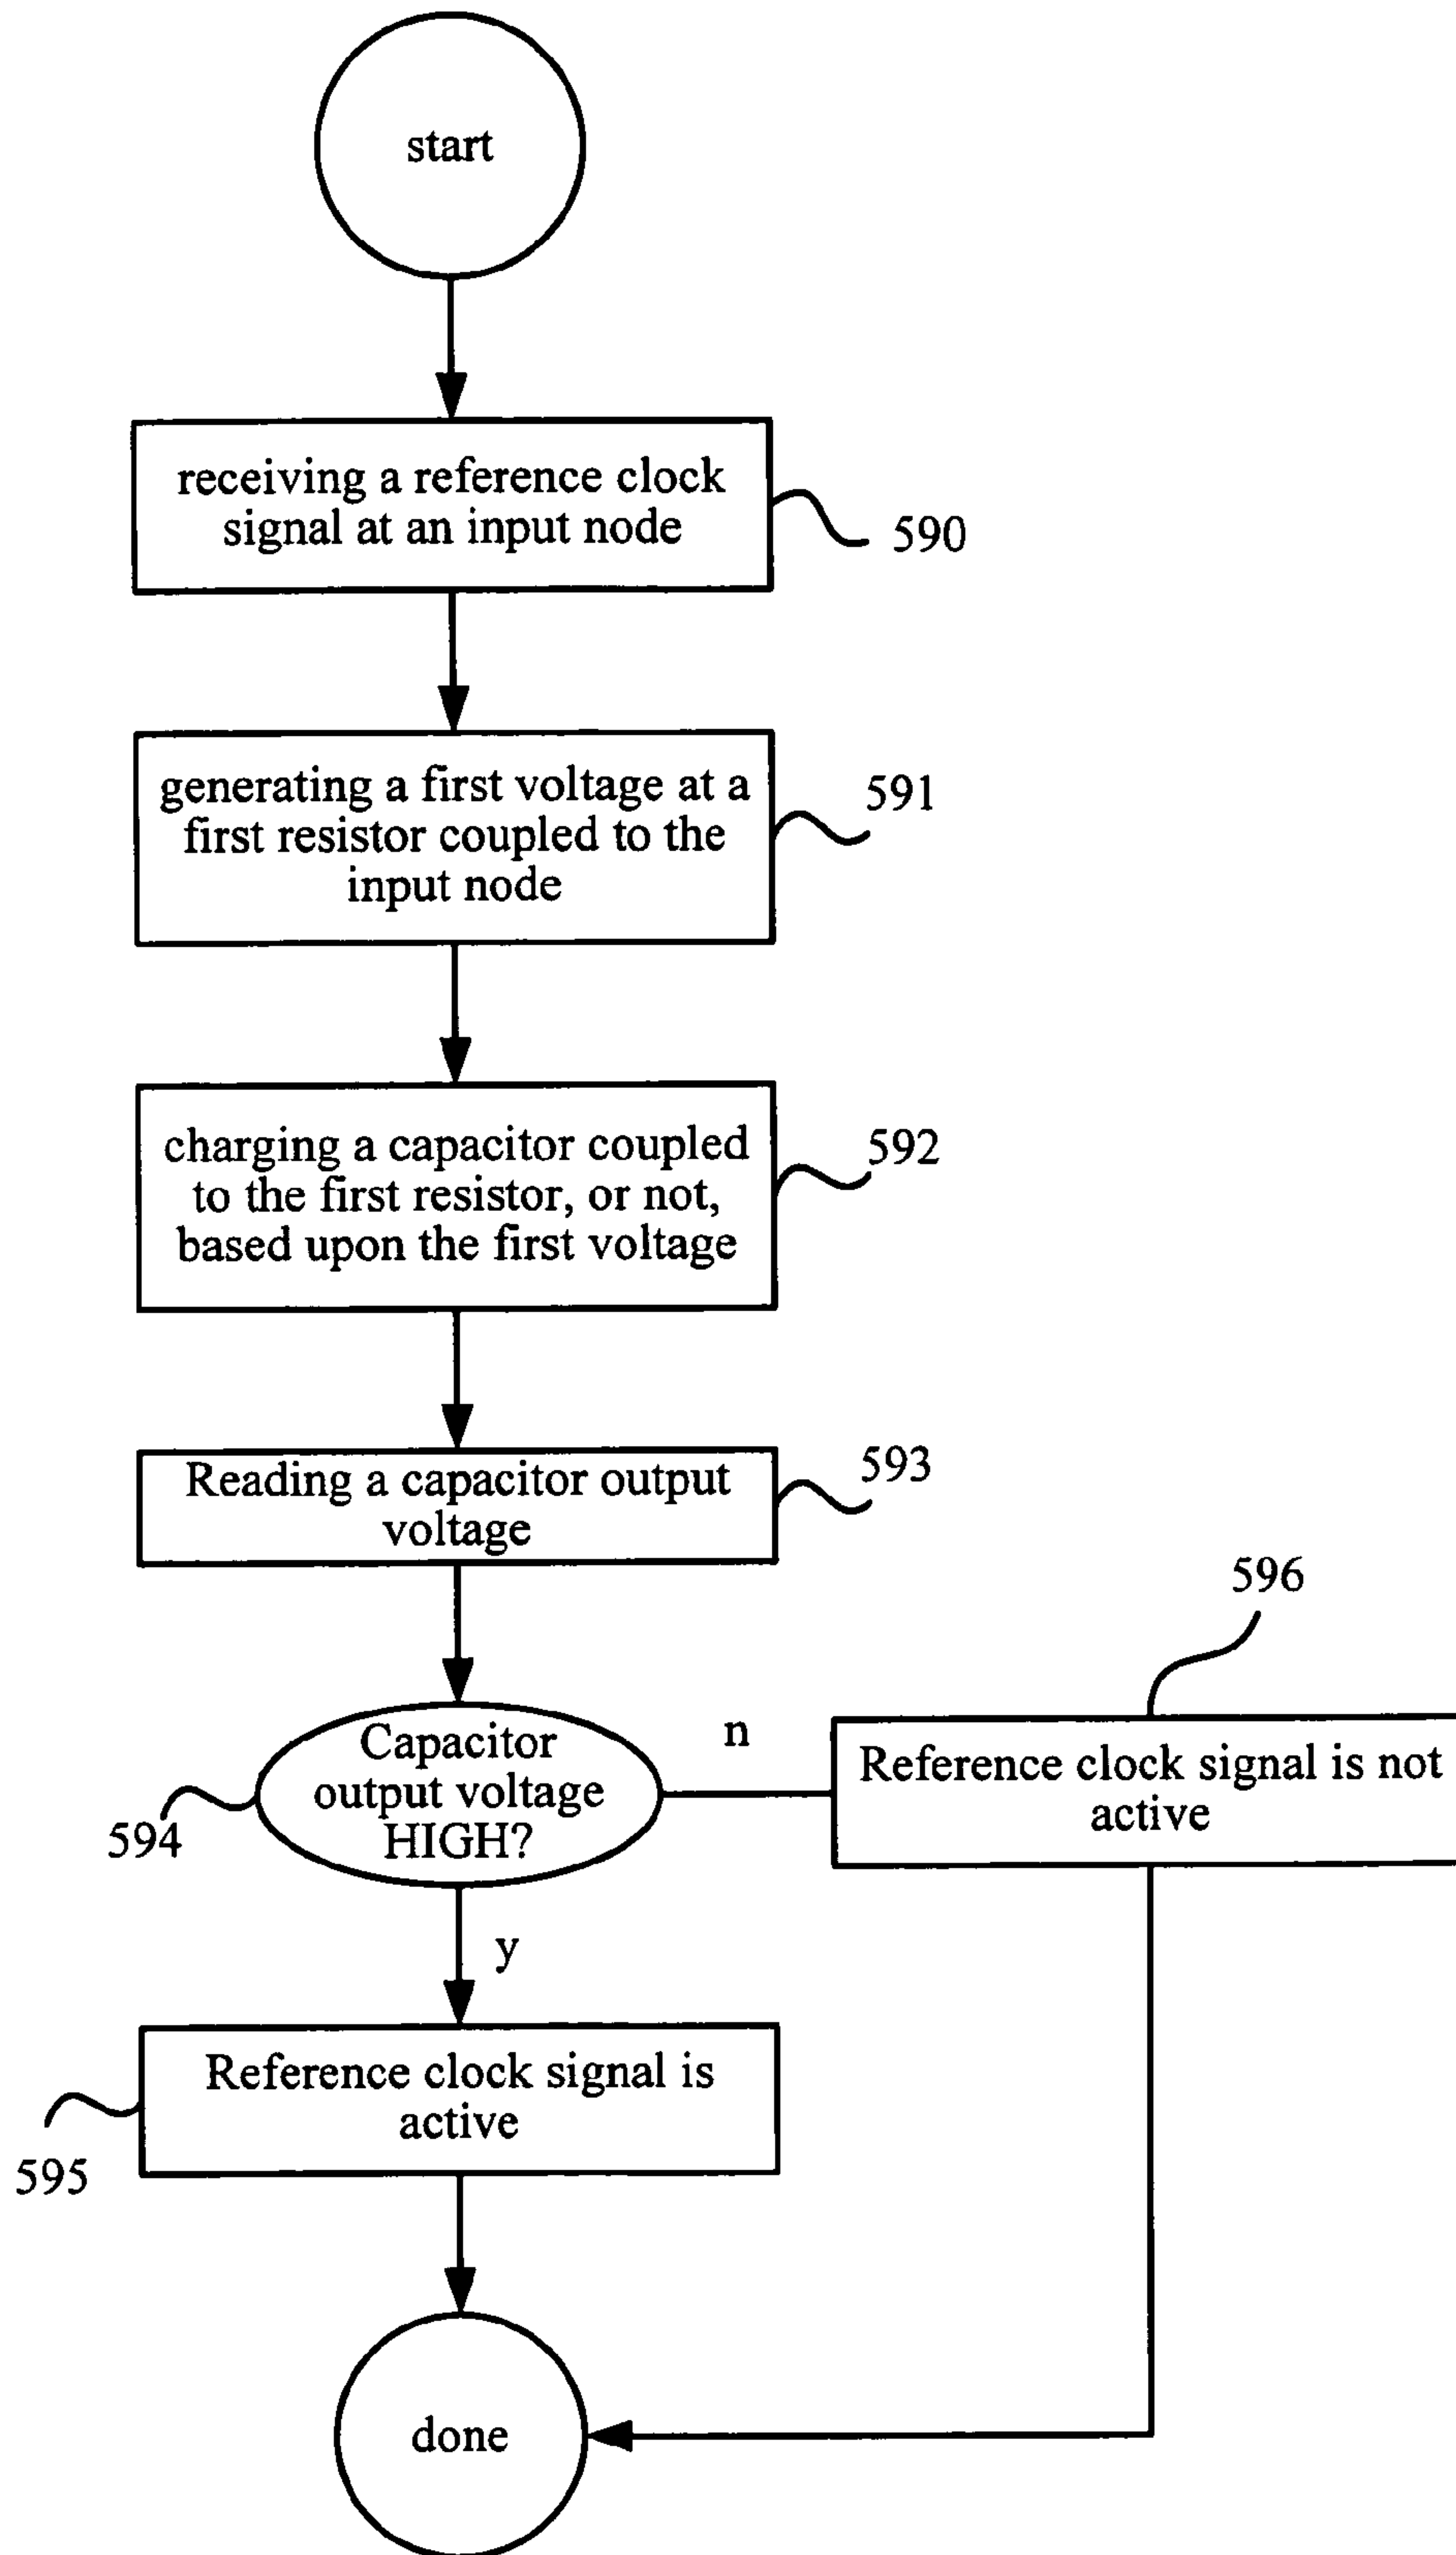 start
receiving a reference clock
signal at an input node
590
generating a first voltage at a
first resistor coupled to the
input node
591
charging a capacitor coupled
to the first resistor, or not,
based upon the first voltage
592
Reading a capacitor output
voltage
593
596
Capacitor
output voltage
HIGH?
594
n
Reference clock signal is not
active
y
Reference clock signal is
active
595
done